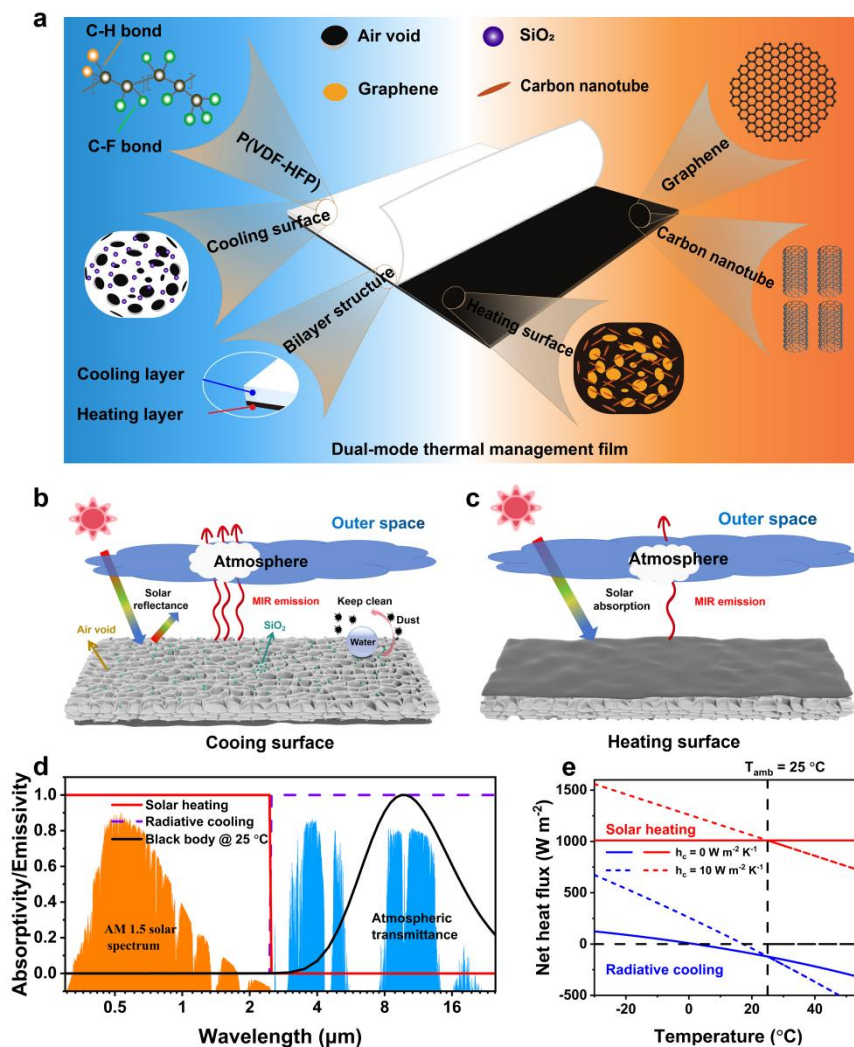 a
C-H bond
C-F bond
Air void
SiO₂
Graphene
Carbon nanotube
P(VDF-HFP)
Cooling surface
Bilayer structure
Cooling layer
Heating layer
Graphene
Carbon nanotube
Heating surface
Dual-mode thermal management film
b
Outer space
Atmosphere
Solar
reflectance
MIR emission
Keep clean
Dust
Air void
SiO₂
Water
Cooing surface
c
Outer space
Atmosphere
Solar
absorption
MIR emission
Heating surface
d
Absorptivity/Emissivity
1.0
0.8
0.6
0.4
0.2
0.0
Solar heating
Radiative cooling
Black body @ 25 °C
AM 1.5 solar
spectrum
Atmospheric
transmittance
0.5
1
2
4
8
16
Wavelength (µm)
e
T_amb = 25 °C
Net heat flux (W m⁻²)
1500
1000
500
0
-500
Solar heating
h_c = 0 W m⁻² K⁻¹
h_c = 10 W m⁻² K⁻¹
Radiative cooling
-20
0
20
40
Temperature (°C)